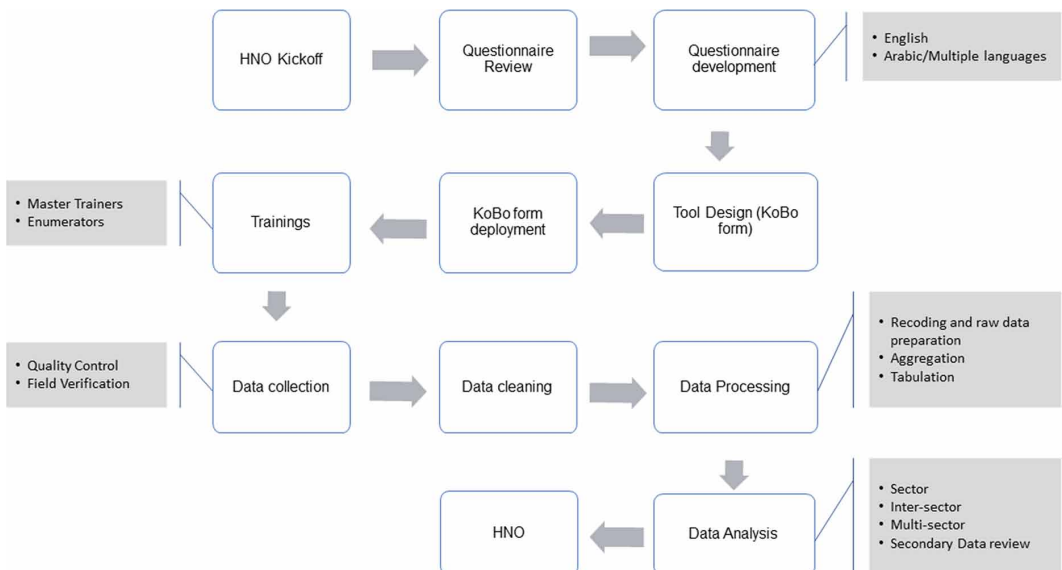 HNO Kickoff
Questionnaire
Review
Questionnaire
development
• English
• Arabic/Multiple languages
• Master Trainers
• Enumerators
Trainings
KoBo form
deployment
Tool Design (KoBo
form)
• Quality Control
• Field Verification
Data collection
Data cleaning
Data Processing
• Recoding and raw data
preparation
• Aggregation
• Tabulation
HNO
Data Analysis
• Sector
• Inter-sector
• Multi-sector
• Secondary Data review